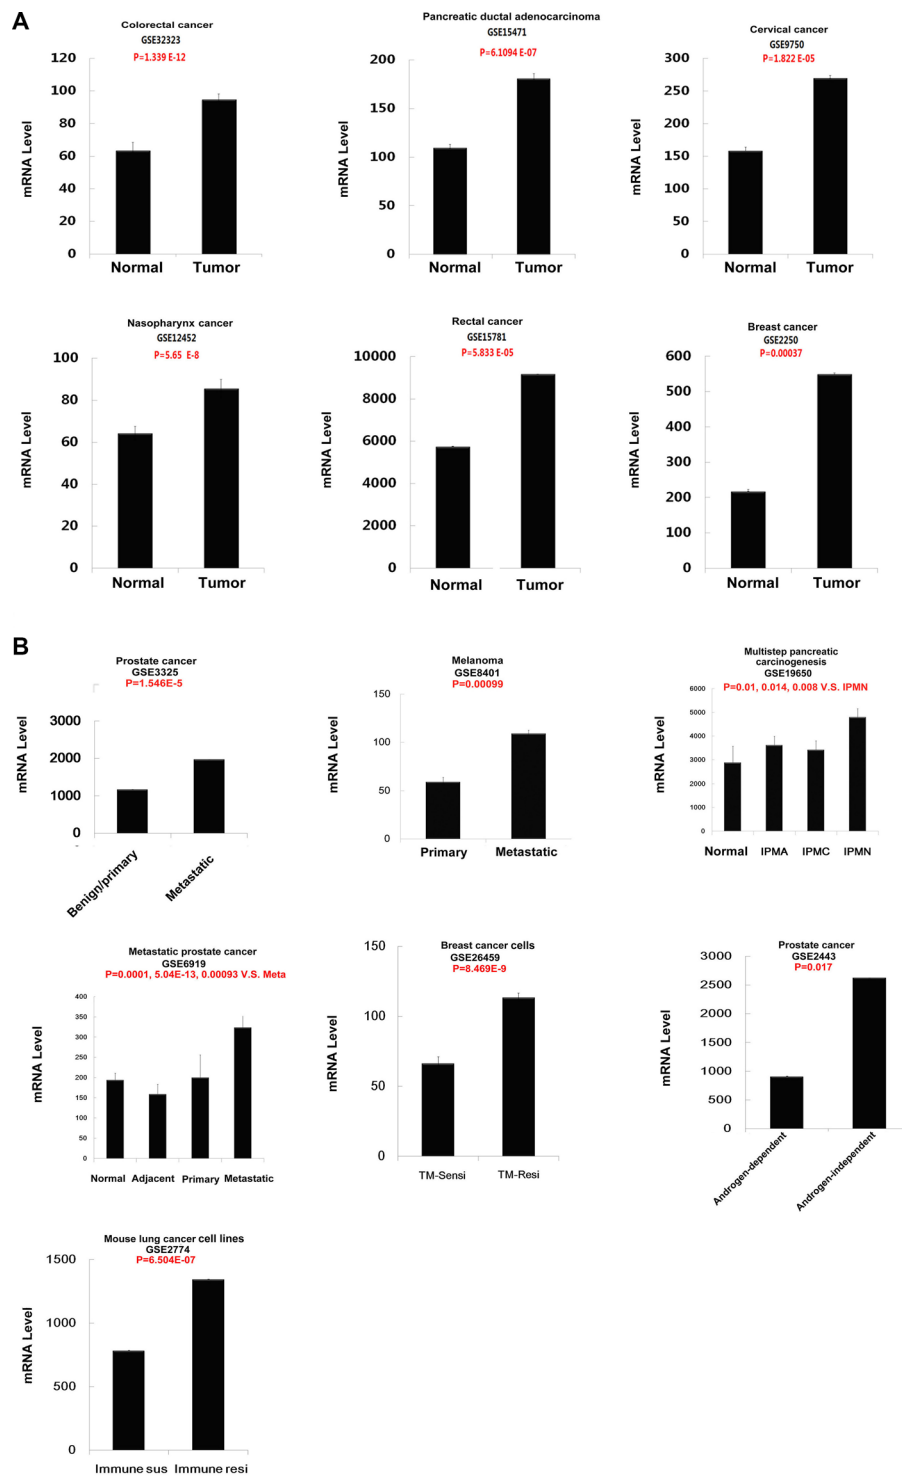 A
Colorectal cancer
GSE32323
P=1.339 E-12
mRNA Level
120
100
80
60
40
20
0
Normal Tumor
Pancreatic ductal adenocarcinoma
GSE15471
P=6.1094 E-07
mRNA Level
200
150
100
50
0
Normal Tumor
Cervical cancer
GSE9750
P=1.822 E-05
mRNA Level
300
250
200
150
100
50
0
Normal Tumor
Nasopharynx cancer
GSE12452
P=5.65 E-8
mRNA Level
100
80
60
40
20
0
Normal Tumor
Rectal cancer
GSE15781
P=5.833 E-05
mRNA Level
10000
8000
6000
4000
2000
0
Normal Tumor
Breast cancer
GSE2250
P=0.00037
mRNA Level
600
500
400
300
200
100
0
Normal Tumor
B
Prostate cancer
GSE3325
P=1.546E-5
mRNA Level
3000
2000
1000
0
Benign/primary Metastatic
Melanoma
GSE8401
P=0.00099
mRNA Level
150
100
50
0
Primary Metastatic
Multistep pancreatic
carcinogenesis
GSE19650
P=0.01, 0.014, 0.008 V.S. IPMN
mRNA Level
6000
5000
4000
3000
2000
1000
0
Normal IPMA IPMC IPMN
Metastatic prostate cancer
GSE6919
P=0.0001, 5.04E-13, 0.00093 V.S. Meta
mRNA Level
400
350
300
250
200
150
100
50
0
Normal Adjacent Primary Metastatic
Breast cancer cells
GSE26459
P=8.469E-9
mRNA Level
150
100
50
0
TM-Sensi TM-Resi
Prostate cancer
GSE2443
P=0.017
mRNA Level
3000
2500
2000
1500
1000
500
0
Androgen-dependent Androgen-independent
Mouse lung cancer cell lines
GSE2774
P=6.504E-07
mRNA Level
1500
1000
500
0
Immune sus Immune resi